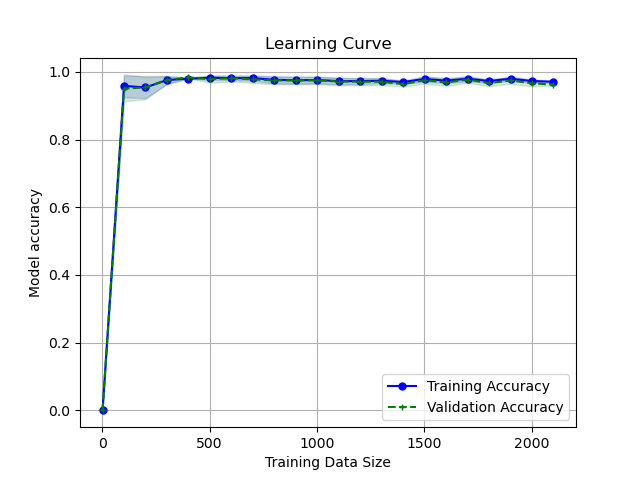 Learning Curve
1.0
0.8
0.6
0.4
0.2
0.0
Model accuracy
Training Accuracy
Validation Accuracy
0 500 1000 1500 2000
Training Data Size